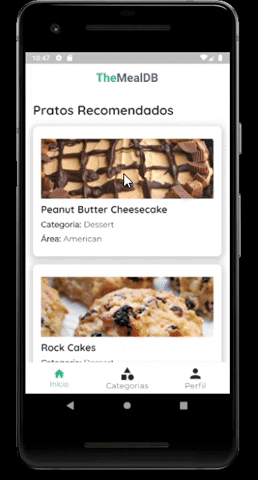 10:47
TheMealDB
Pratos Recomendados
Peanut Butter Cheesecake
Categoria: Dessert
Área: American
Rock Cakes
Categoria: Dessert
Início
Categorias
Perfil